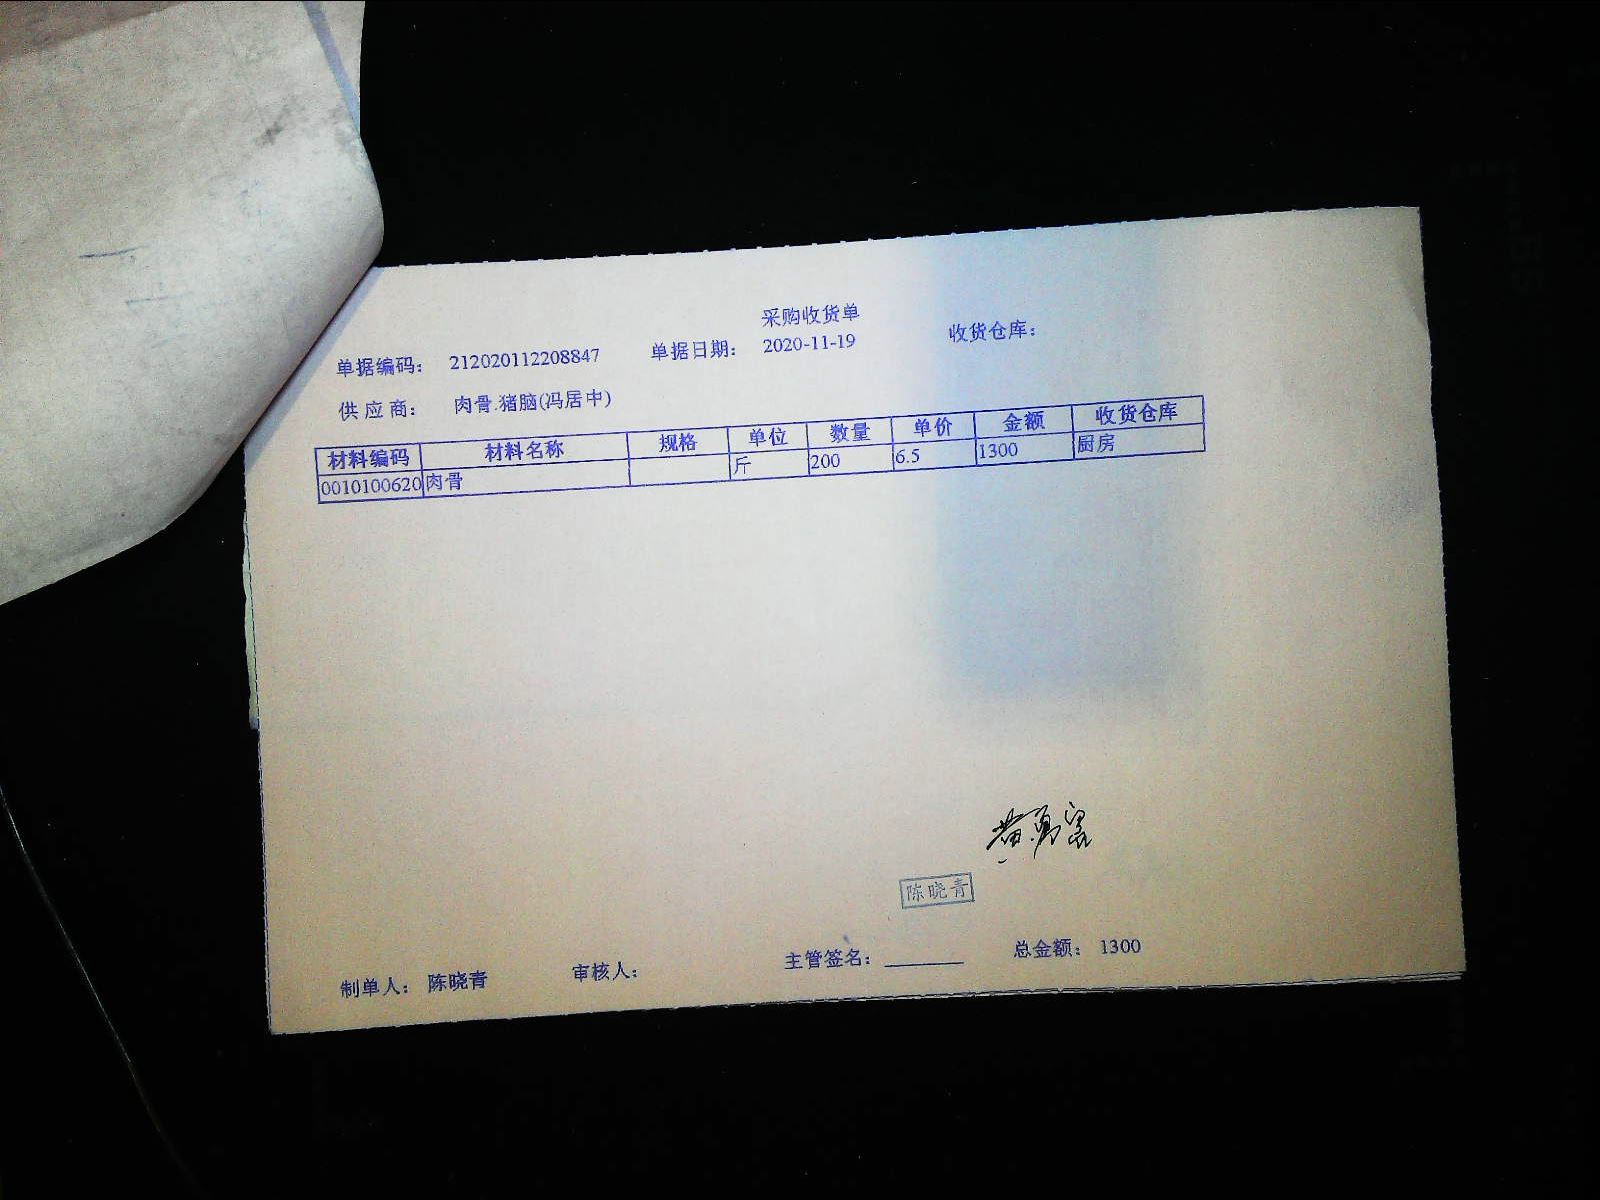 采购收货单
单据编码： 212020112208847 单据日期： 2020-11-19 收货仓库：
供 应 商： 肉骨.猪脑(冯居中)
材料编码 材料名称 规格 单位 数量 单价 金额 收货仓库
0010100620 肉骨 斤 200 6.5 1300 厨房
陈晓青
制单人： 陈晓青 审核人： 主管签名： 总金额： 1300